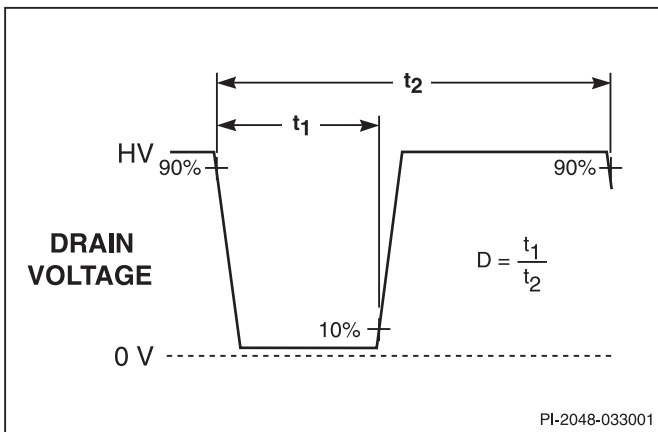 t2
t1
HV
90%
90%
DRAIN
VOLTAGE
D = t1
t2
10%
0 V
PI-2048-033001